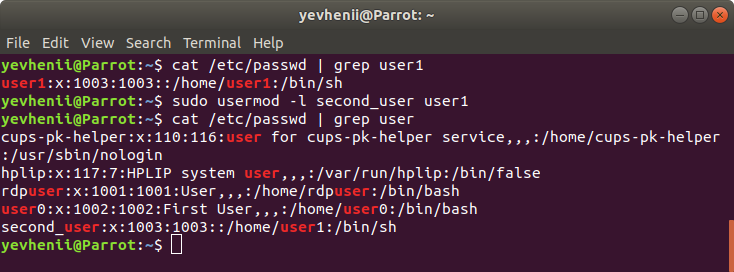 yevhenii@Parrot: ~
File Edit View Search Terminal Help
yevhenii@Parrot:~$ cat /etc/passwd | grep user1
user1:x:1003:1003::/home/user1:/bin/sh
yevhenii@Parrot:~$ sudo usermod -l second_user user1
yevhenii@Parrot:~$ cat /etc/passwd | grep user
cups-pk-helper:x:110:116:user for cups-pk-helper service,,,:/home/cups-pk-helper
:/usr/sbin/nologin
hplip:x:117:7:HPLIP system user,,,:/var/run/hplip:/bin/false
rdpuser:x:1001:1001:User,,,:/home/rdpuser:/bin/bash
user0:x:1002:1002:First User,,,:/home/user0:/bin/bash
second_user:x:1003:1003::/home/user1:/bin/sh
yevhenii@Parrot:~$